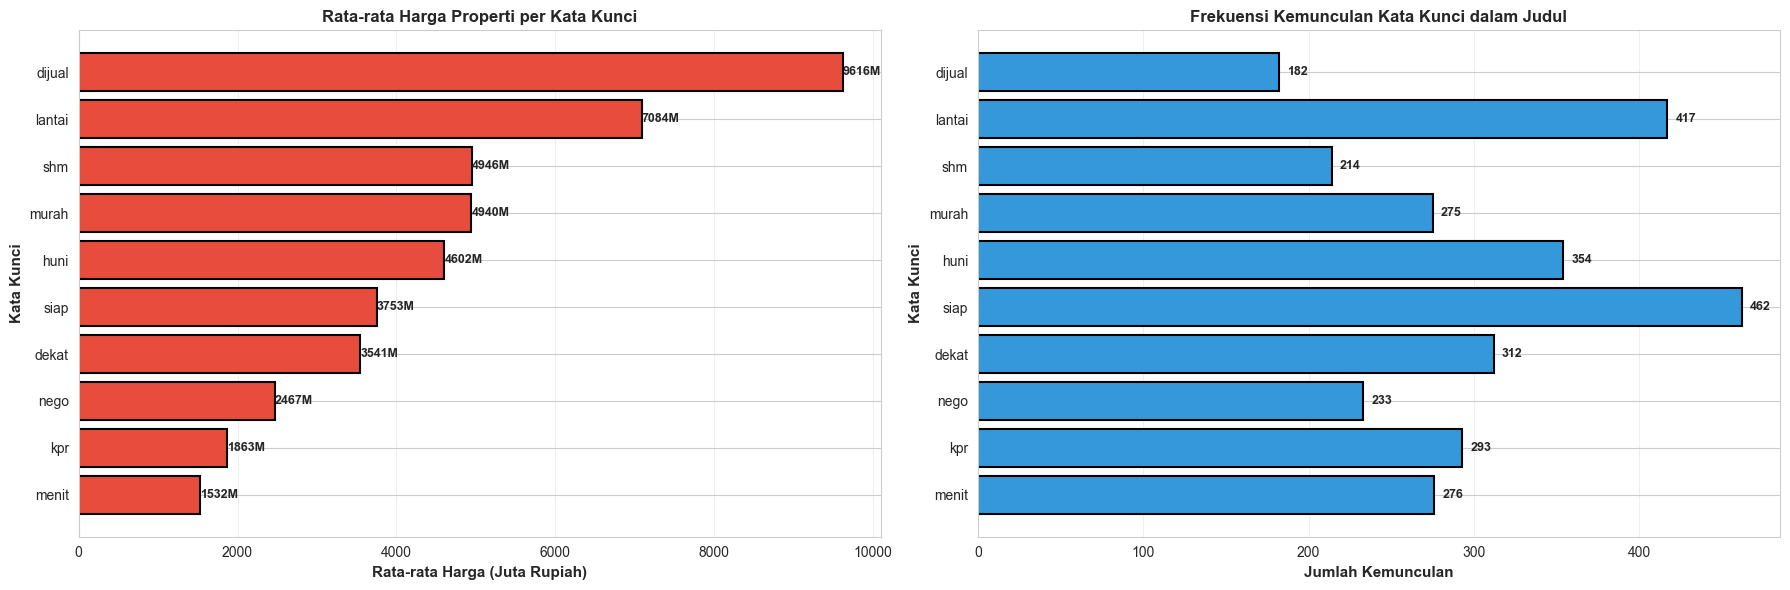 Rata-rata Harga Properti per Kata Kunci
Kata Kunci
dijual 9616M
lantai 7084M
shm 4946M
murah 4940M
huni 4602M
siap 3753M
dekat 3541M
nego 2467M
kpr 1863M
menit 1532M
0 2000 4000 6000 8000 10000
Rata-rata Harga (Juta Rupiah)
Frekuensi Kemunculan Kata Kunci dalam Judul
Kata Kunci
dijual 182
lantai 417
shm 214
murah 275
huni 354
siap 462
dekat 312
nego 233
kpr 293
menit 276
0 100 200 300 400
Jumlah Kemunculan